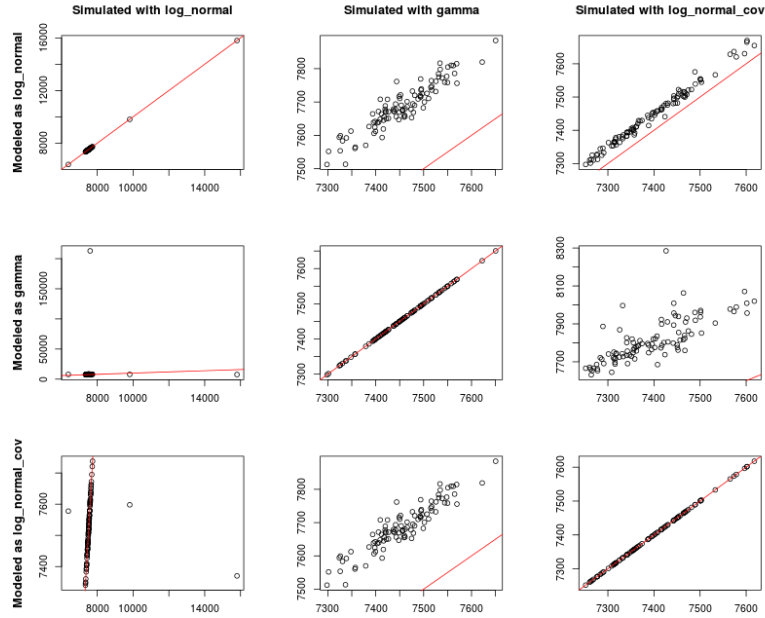 Simulated with log_normal
Simulated with gamma
Simulated with log_normal_cov
Modeled as log_normal
8000 12000 16000
8000 10000 14000
7500 7600 7700 7800
7300 7400 7500 7600
7300 7400 7500 7600
7300 7400 7500 7600
Modeled as gamma
0 50000 150000
8000 10000 14000
7300 7400 7500 7600
7300 7400 7500 7600
7700 7900 8100 8300
7300 7400 7500 7600
Modeled as log_normal_cov
7400 7600
8000 10000 14000
7500 7600 7700 7800
7300 7400 7500 7600
7300 7400 7500 7600
7300 7400 7500 7600